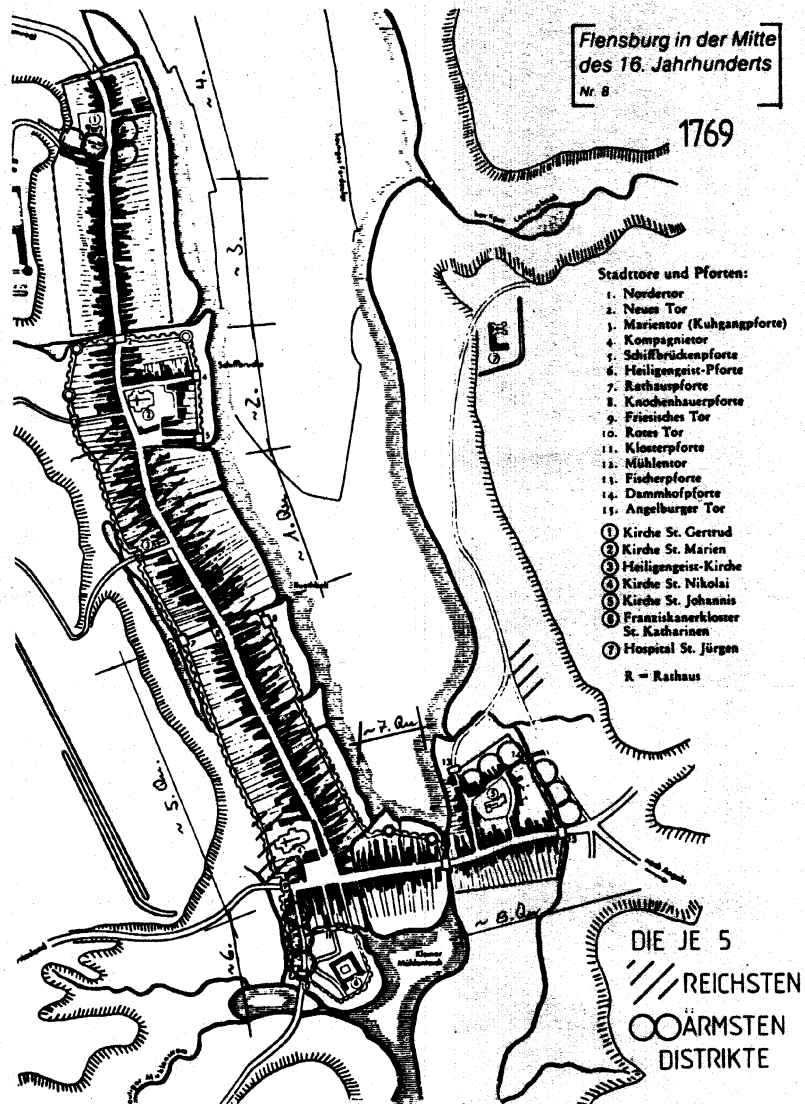 Flensburg in der Mitte
des 16. Jahrhunderts
Nr. 8
1769
Stadttore und Pforten:
1. Nordertor
2. Neues Tor
3. Marientor (Kuhgangpforte)
4. Kompagnietor
5. Schiffbrückenpforte
6. Heiligengeist-Pforte
7. Rathauspforte
8. Knochenhauerpforte
9. Friesisches Tor
10. Rotes Tor
11. Klosterpforte
12. Mühlentor
13. Fischerpforte
14. Dammhofpforte
15. Angelburger Tor
1 Kirche St. Gertrud
2 Kirche St. Marien
3 Heiligengeist-Kirche
4 Kirche St. Nikolai
5 Kirche St. Johannis
6 Franziskanerkloster
St. Katharinen
7 Hospital St. Jürgen
R = Rathaus
~ 4.
~ 3.
Schiffbrücke
~ 2.
~ 1. Qu.
~ 7. Qu.
~ 5. Qu.
nach Angeln
~ 8. Qu.
~ 6.
Kleiner
Mühlenteich
DIE JE 5
REICHSTEN
ÄRMSTEN
DISTRIKTE